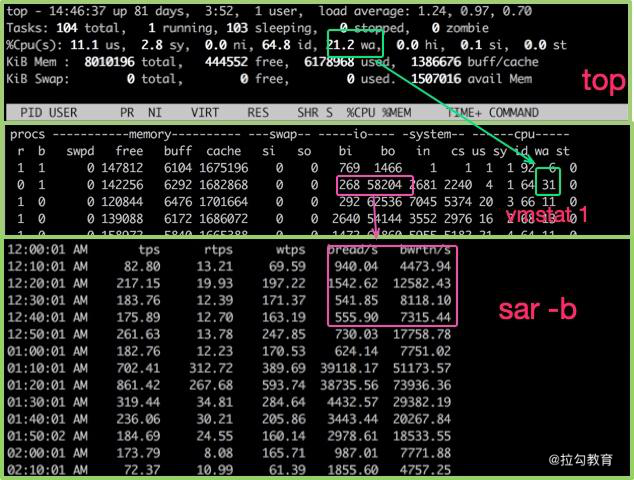 top - 14:46:37 up 81 days,  3:52,  1 user,  load average: 1.24, 0.97, 0.70
Tasks: 104 total,   1 running, 103 sleeping,   0 stopped,   0 zombie
%Cpu(s): 11.1 us,  2.8 sy,  0.0 ni, 64.8 id, 21.2 wa,  0.0 hi,  0.1 si,  0.0 st
KiB Mem :  8010196 total,   444552 free,  6178968 used,  1386676 buff/cache
KiB Swap:        0 total,        0 free,        0 used.  1507016 avail Mem
top
PID USER      PR  NI    VIRT    RES    SHR S  %CPU %MEM     TIME+ COMMAND
procs -----------memory---------- ---swap-- -----io---- -system-- ------cpu-----
r  b   swpd   free   buff  cache   si   so    bi    bo   in   cs us sy id wa st
1  1      0 147812   6104 1675196           769  1466    1    1  1  1 92  6  0
0  1      0 142256   6292 1682868           268 58204 2681 2240  4  1 64 31  0
1  1      0 120844   6476 1701664           292 62536 7045 5374 20  3 66 11  0
0  1      0 139088   6172 1686072          2640 54144 3552 2976 16  2
vmstat 1
12:00:01 AM       tps      rtps      wtps   bread/s   bwrtn/s
12:10:01 AM     82.80     13.21     69.59    940.04   4473.94
12:20:01 AM    217.15     19.93    197.22   1542.62  12582.43
12:30:01 AM    183.76     12.39    171.37    541.85   8118.10
12:40:01 AM    175.89     12.70    163.19    555.90   7315.44
sar -b
12:50:01 AM    261.63     13.78    247.85    730.03  17758.78
01:00:01 AM    182.76     12.23    170.53    624.14   7751.02
01:10:01 AM    702.41    312.72    389.69  39118.17  51173.57
01:20:01 AM    861.42    267.68    593.74  38735.56  73936.36
01:30:01 AM    319.44     34.81    284.64   4432.57  29382.19
01:40:01 AM    236.06     30.21    205.86   3443.44  20267.84
01:50:02 AM    184.69     24.55    160.14   2978.61  18533.55
02:00:01 AM    173.79      8.08    165.71    987.01   7771.88
02:10:01 AM     72.37     10.99     61.39   1855.60   4757.25
@拉勾教育